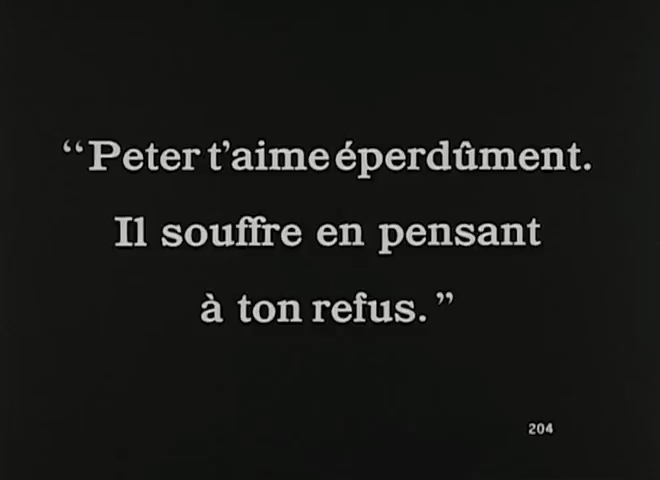 “Peter t’aime éperdûment.
Il souffre en pensant
à ton refus.”
204